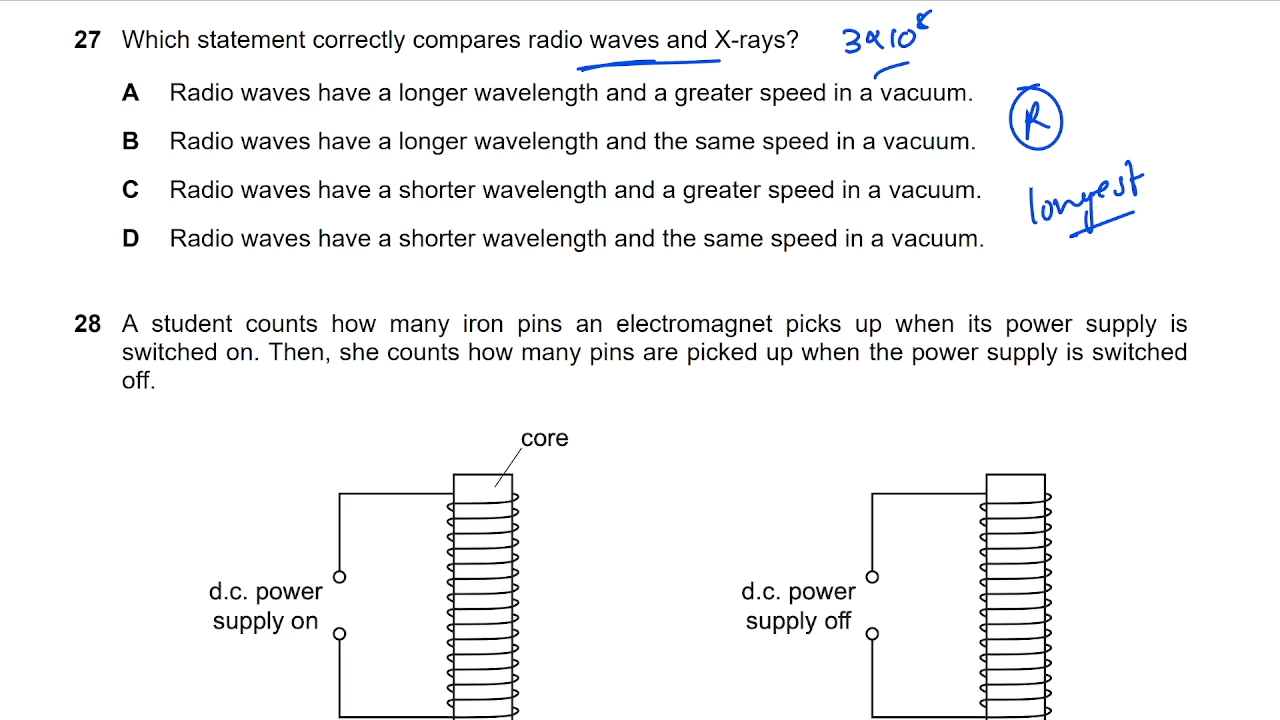 27 Which statement correctly compares radio waves and X-rays? 3×10⁸
A Radio waves have a longer wavelength and a greater speed in a vacuum.
B Radio waves have a longer wavelength and the same speed in a vacuum.
R
C Radio waves have a shorter wavelength and a greater speed in a vacuum.
longest
D Radio waves have a shorter wavelength and the same speed in a vacuum.
28 A student counts how many iron pins an electromagnet picks up when its power supply is
switched on. Then, she counts how many pins are picked up when the power supply is switched
off.
core
d.c. power
supply on
d.c. power
supply off